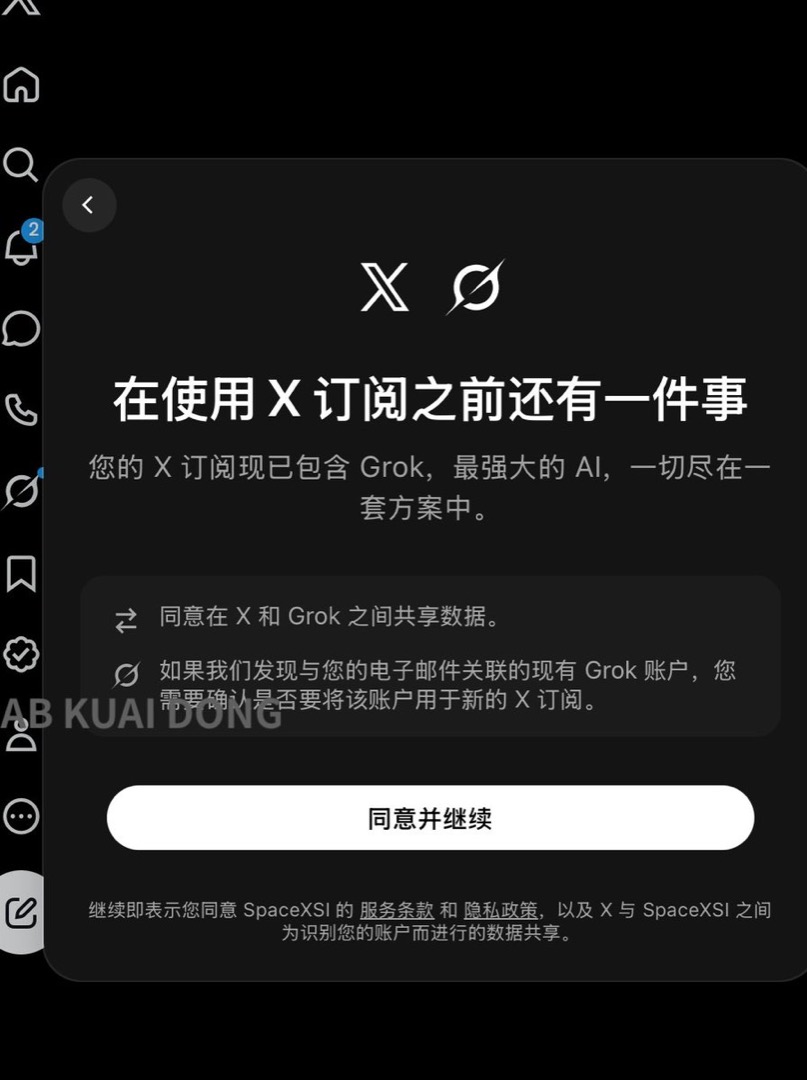 2
在使用 X 订阅之前还有一件事
您的 X 订阅现已包含 Grok，最强大的 AI，一切尽在一
套方案中。
同意在 X 和 Grok 之间共享数据。
如果我们发现与您的电子邮件关联的现有 Grok 账户，您
需要确认是否要将该账户用于新的 X 订阅。
AB KUAI DONG
同意并继续
继续即表示您同意 SpaceXSI 的 服务条款 和 隐私政策，以及 X 与 SpaceXSI 之间
为识别您的账户而进行的数据共享。